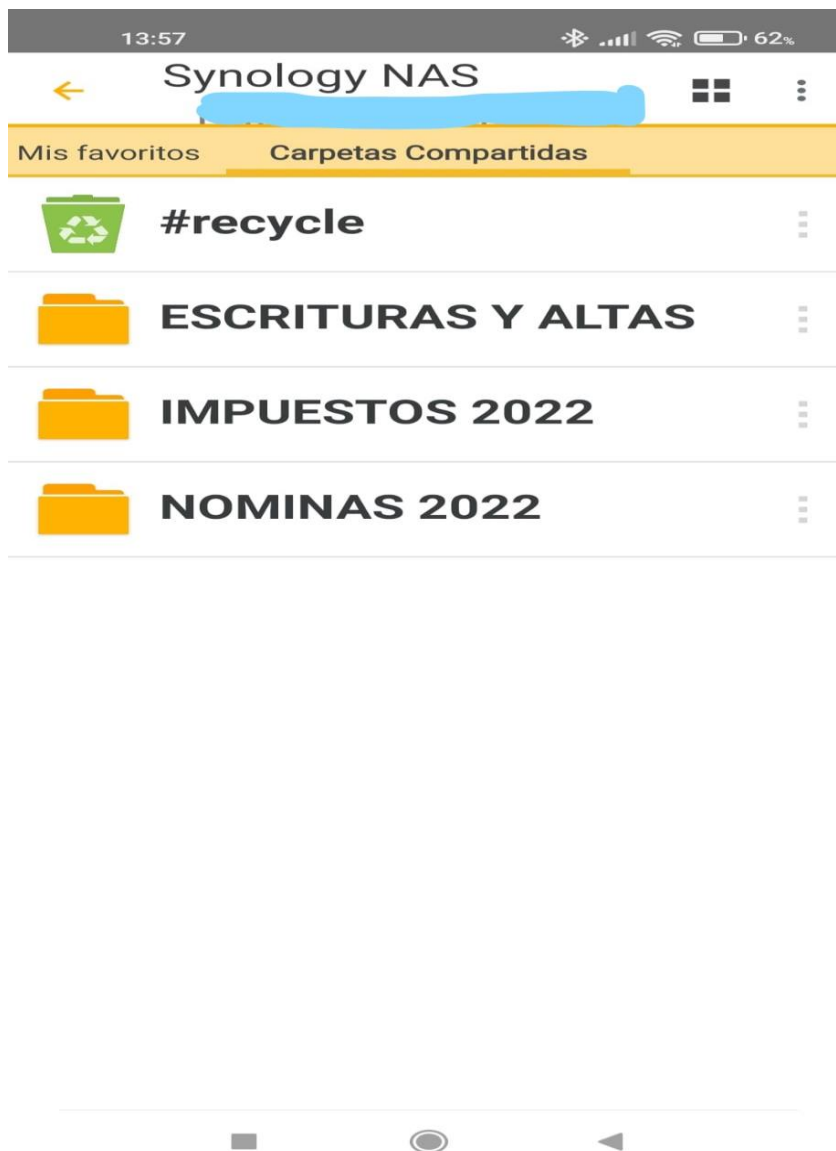 13:57 62%
Synology NAS
Mis favoritos Carpetas Compartidas
#recycle
ESCRITURAS Y ALTAS
IMPUESTOS 2022
NOMINAS 2022